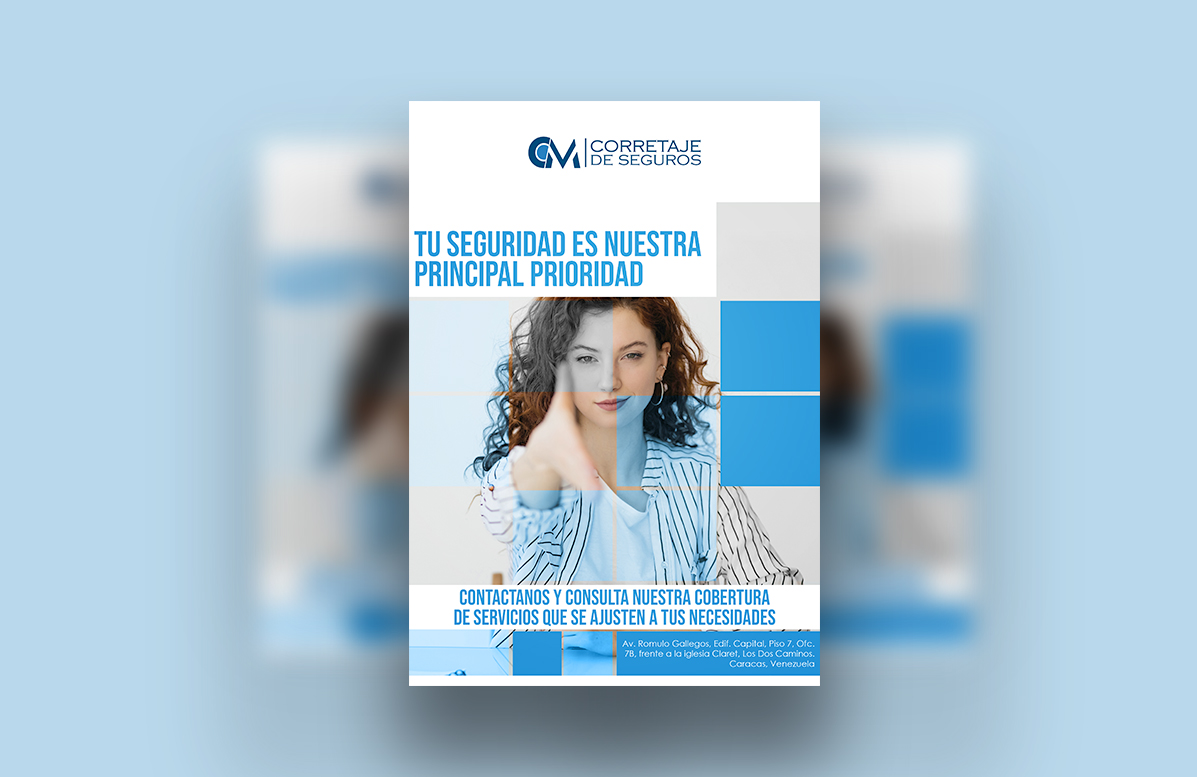 CM CORRETAJE
DE SEGUROS
TU SEGURIDAD ES NUESTRA
PRINCIPAL PRIORIDAD
CONTACTANOS Y CONSULTA NUESTRA COBERTURA
DE SERVICIOS QUE SE AJUSTEN A TUS NECESIDADES
Av. Romulo Gallegos, Edif. Capital, Piso 7, Ofc.
7B, frente a la iglesia Claret, Los Dos Caminos.
Caracas, Venezuela